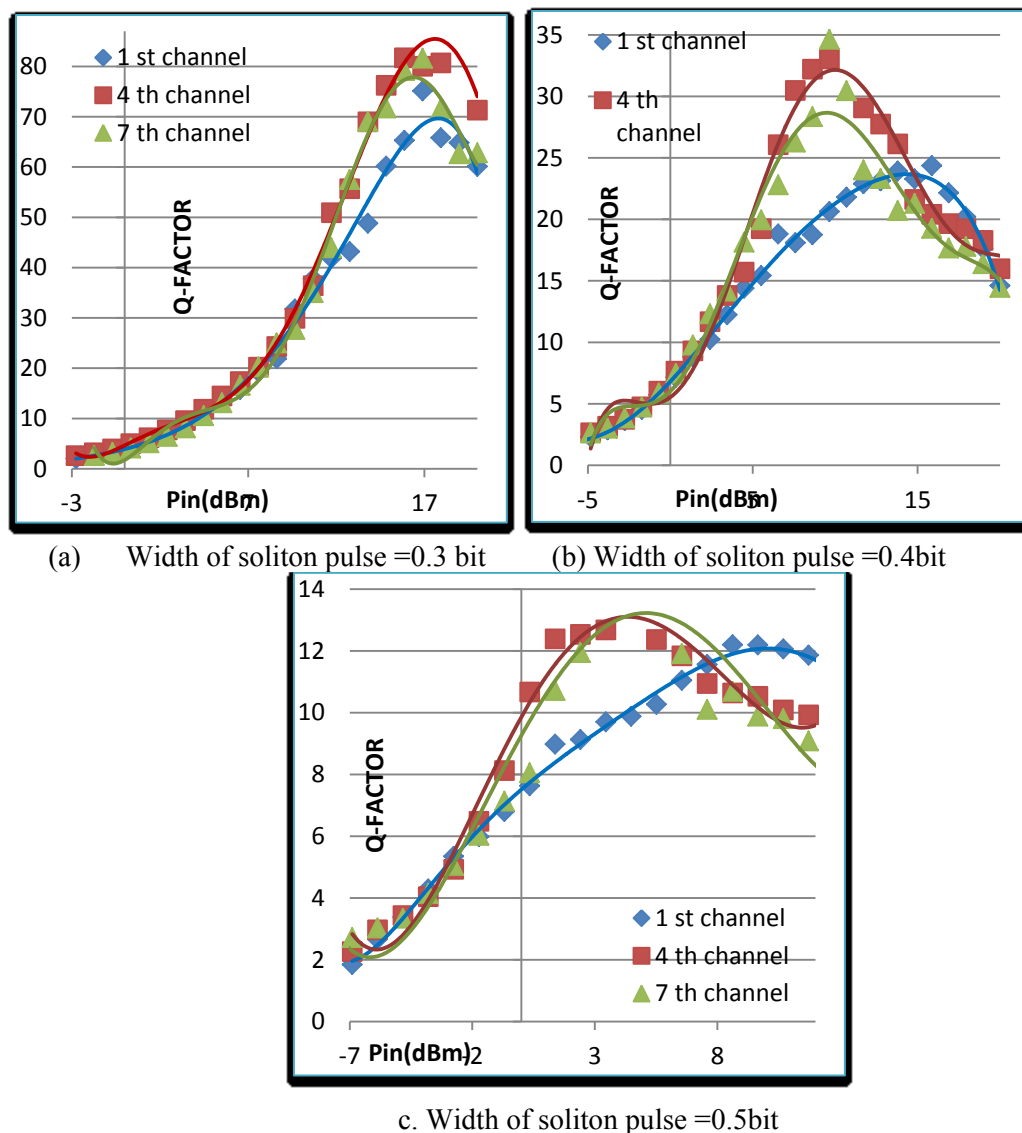 80
70
60
50
40
30
20
10
0
1 st channel
4 th channel
7 th channel
Q-FACTOR
-3
7
17
Pin(dBm)
35
30
25
20
15
10
5
0
1 st channel
4 th
channel
Q-FACTOR
-5
5
15
Pin(dBm)
(a) Width of soliton pulse =0.3 bit
(b) Width of soliton pulse =0.4bit
14
12
10
8
6
4
2
0
Q-FACTOR
1 st channel
4 th channel
7 th channel
-7
-2
3
8
Pin(dBm)
c. Width of soliton pulse =0.5bit